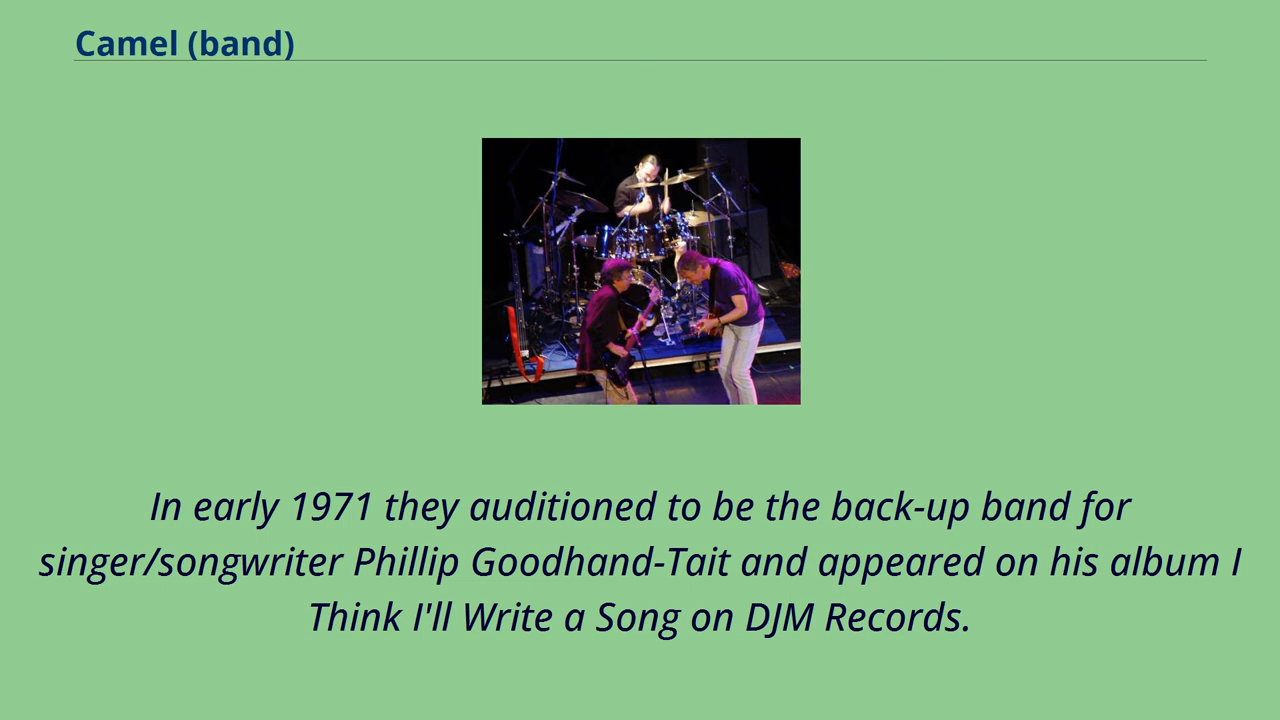 Camel (band)
In early 1971 they auditioned to be the back-up band for
singer/songwriter Phillip Goodhand-Tait and appeared on his album I
Think I'll Write a Song on DJM Records.